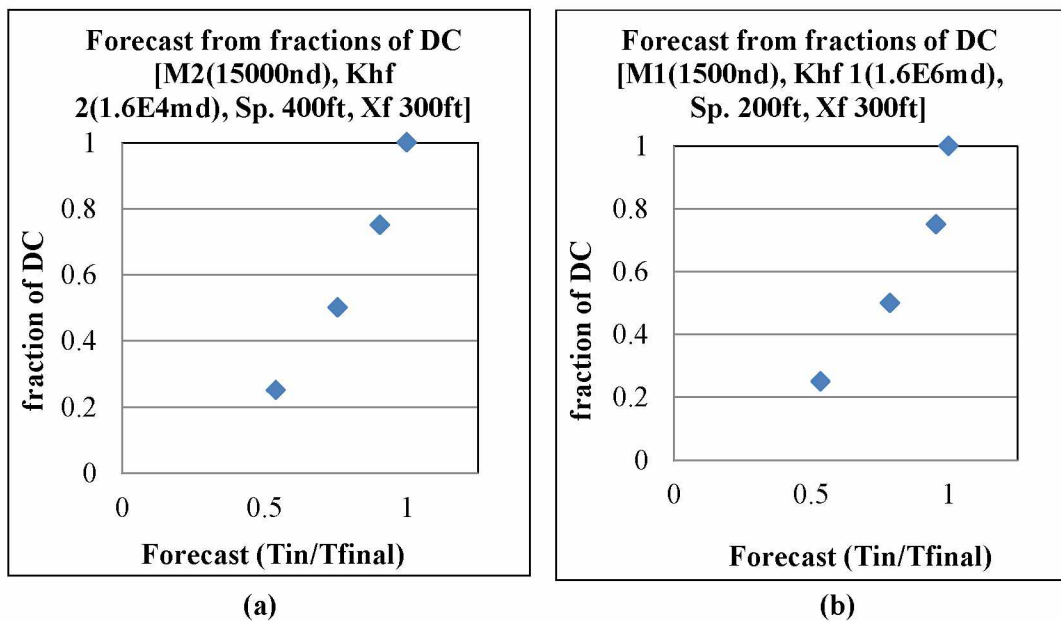 Forecast from fractions of DC
[M2(15000nd), Khf
2(1.6E4md), Sp. 400ft, Xf 300ft]
1
0.8
0.6
0.4
0.2
0
fraction of DC
0
0.5
1
Forecast (Tin/Tfinal)
(a)
Forecast from fractions of DC
[M1(1500nd), Khf 1(1.6E6md),
Sp. 200ft, Xf 300ft]
1
0.8
0.6
0.4
0.2
0
fraction of DC
0
0.5
1
Forecast (Tin/Tfinal)
(b)